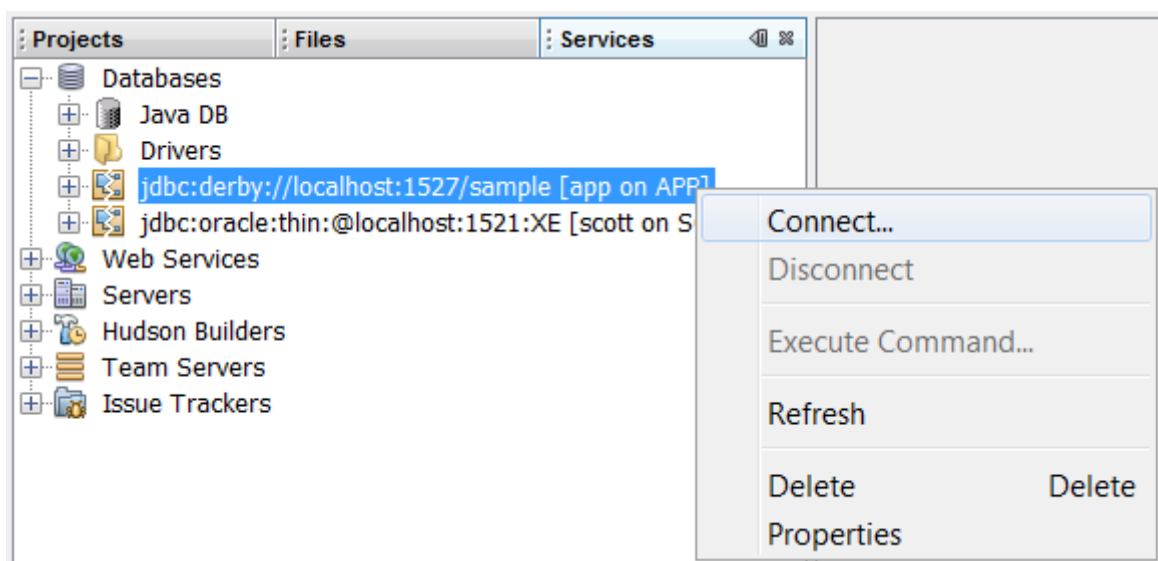 Projects Files Services
Databases
Java DB
Drivers
jdbc:derby://localhost:1527/sample [app on APP]
jdbc:oracle:thin:@localhost:1521:XE [scott on S
Web Services
Servers
Hudson Builders
Team Servers
Issue Trackers
Connect...
Disconnect
Execute Command...
Refresh
Delete Delete
Properties